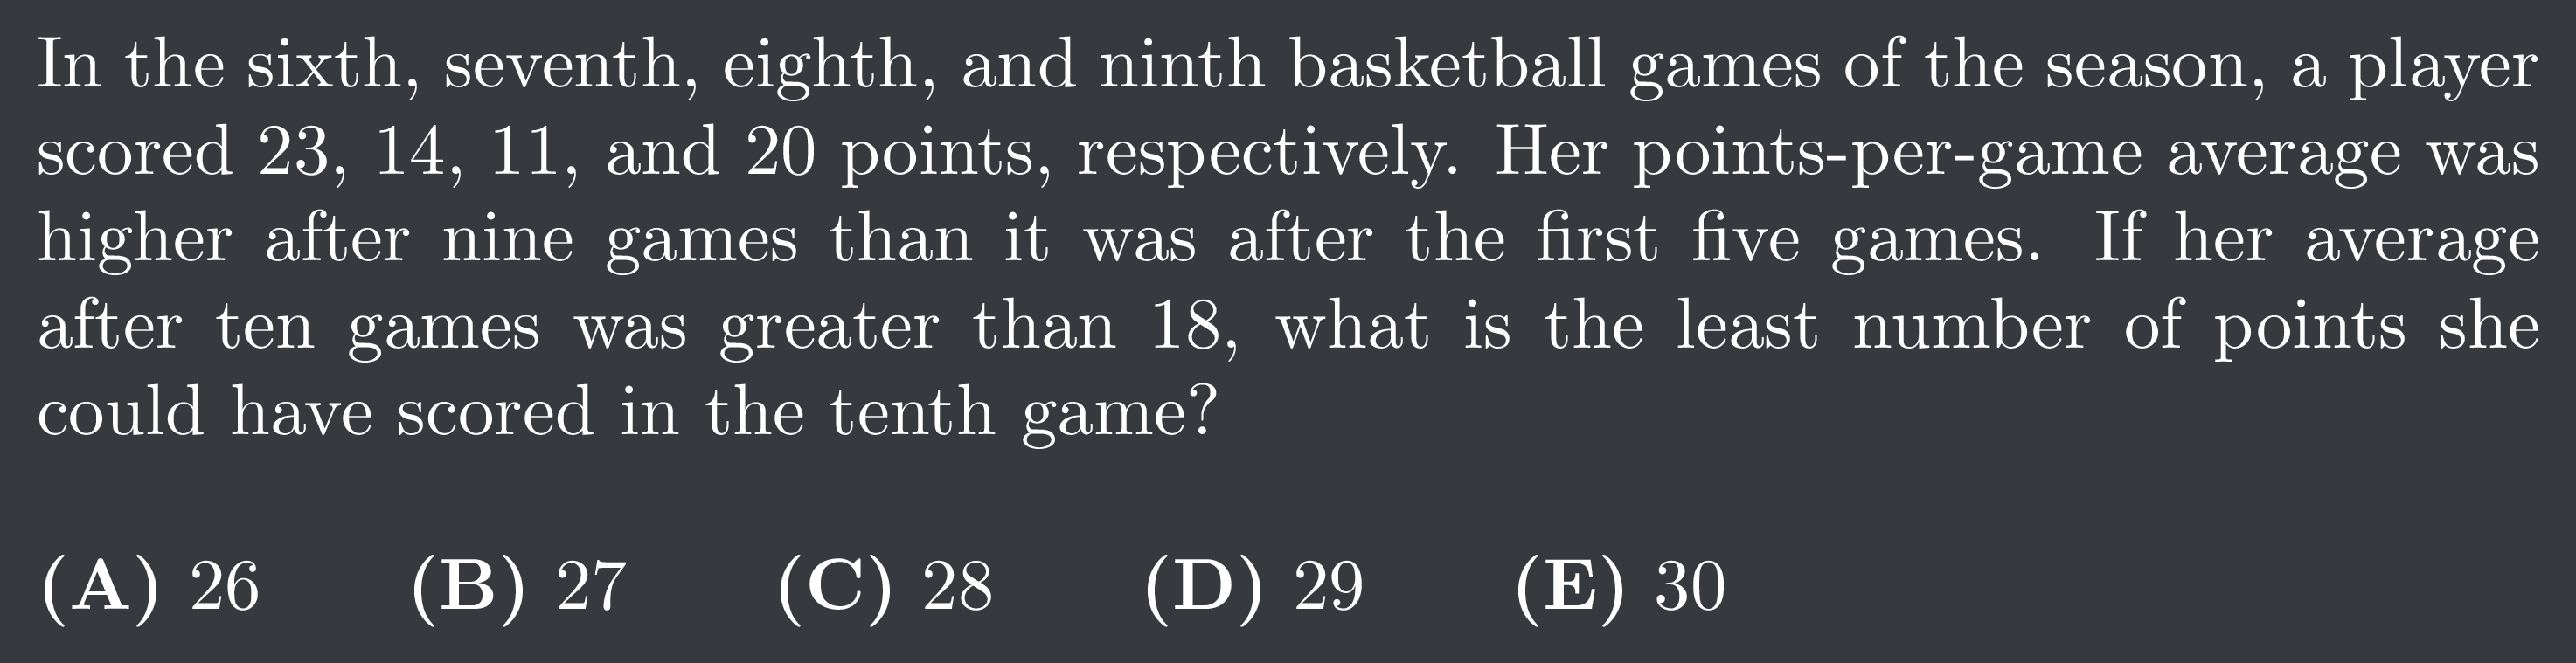 In the sixth, seventh, eighth, and ninth basketball games of the season, a player
scored 23, 14, 11, and 20 points, respectively. Her points-per-game average was
higher after nine games than it was after the first five games. If her average
after ten games was greater than 18, what is the least number of points she
could have scored in the tenth game?
(A) 26 (B) 27 (C) 28 (D) 29 (E) 30